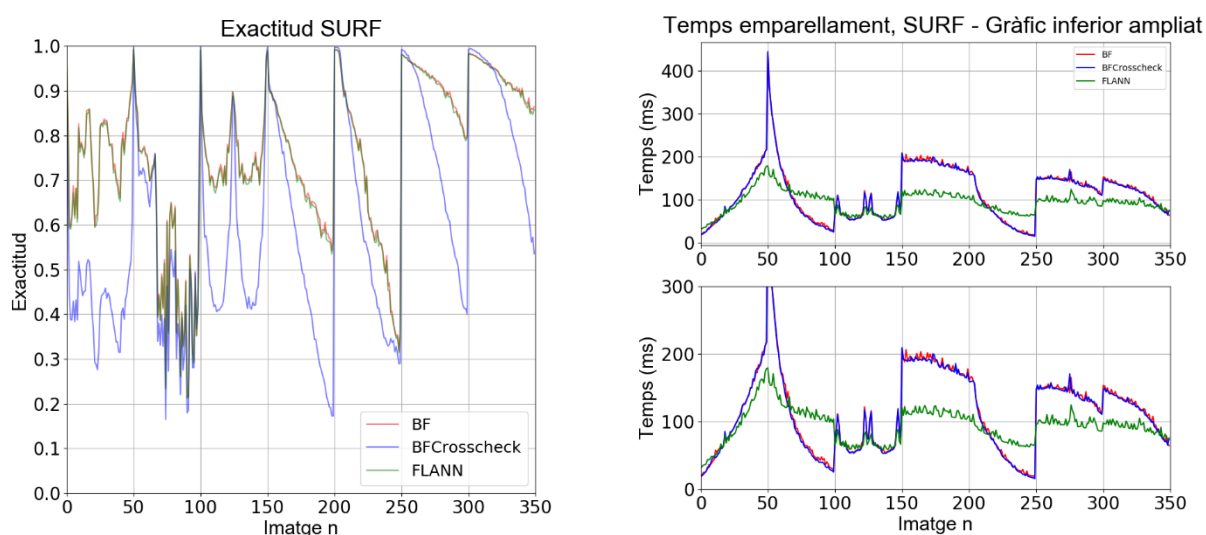 Exactitud SURF
1.0
0.9
0.8
0.7
0.6
0.5
0.4
0.3
0.2
0.1
0.0
Exactitud
BF
BFCrosscheck
FLANN
0 50 100 150 200 250 300 350
Imatge n
Temps emparellament, SURF - Gràfic inferior ampliat
400
300
200
100
0
Temps (ms)
BF
BFCrosscheck
FLANN
0 50 100 150 200 250 300 350
300
200
100
0
Temps (ms)
0 50 100 150 200 250 300 350
Imatge n